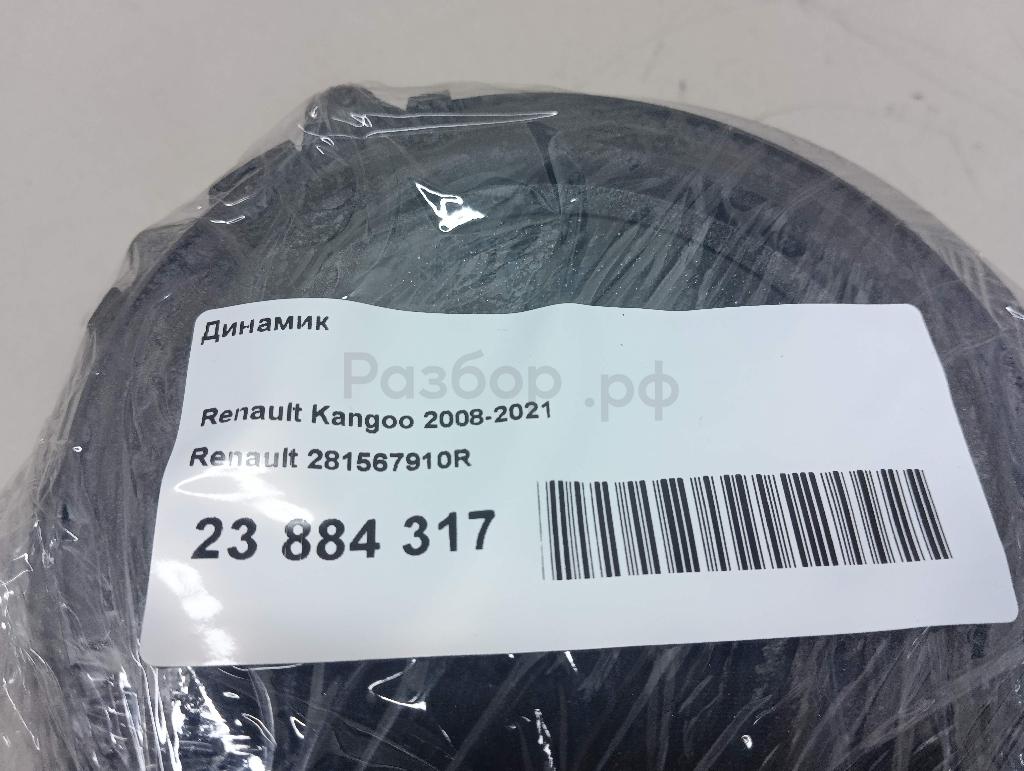 Динамик
Разбор.рф
Renault Kangoo 2008-2021
Renault 281567910R
23 884 317